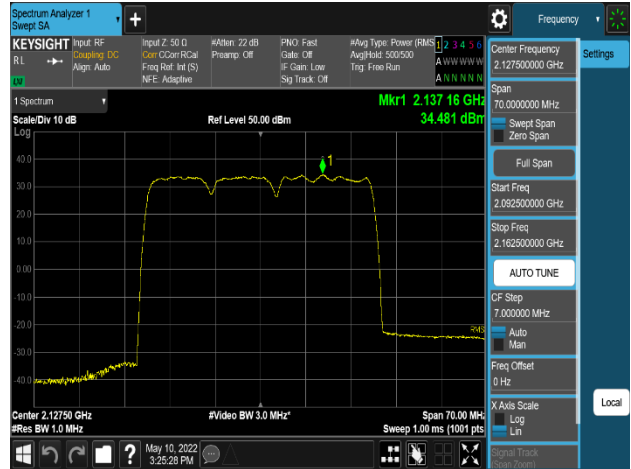 Spectrum Analyzer 1
Swept SA
+
Frequency
KEYSIGHT
R L
LW
Input: RF
Coupling: DC
Align: Auto
Input Z: 50 Ω
Corr CCorr RCal
Freq Ref: Int (S)
NFE: Adaptive
#Atten: 22 dB
Preamp: Off
PNO: Fast
Gate: Off
IF Gain: Low
Sig Track: Off
#Avg Type: Power (RMS
Avg|Hold: 500/500
Trig: Free Run
1 2 3 4 5 6
A W W W W W
A N N N N N
1 Spectrum
Scale/Div 10 dB
Ref Level 50.00 dBm
Mkr1 2.137 16 GHz
34.481 dBm
Log
40.0
30.0
20.0
10.0
0.00
-10.0
-20.0
-30.0
-40.0
1
RMS
Center 2.12750 GHz
#Video BW 3.0 MHz*
Span 70.00 MHz
#Res BW 1.0 MHz
Sweep 1.00 ms (1001 pts
May 10, 2022
3:25:28 PM
?
Center Frequency
2.127500000 GHz
Settings
Span
70.0000000 MHz
Swept Span
Zero Span
Full Span
Start Freq
2.092500000 GHz
Stop Freq
2.162500000 GHz
AUTO TUNE
CF Step
7.000000 MHz
Auto
Man
Freq Offset
0 Hz
X Axis Scale
Log
Lin
Local
Signal Track
(Span Zoom)